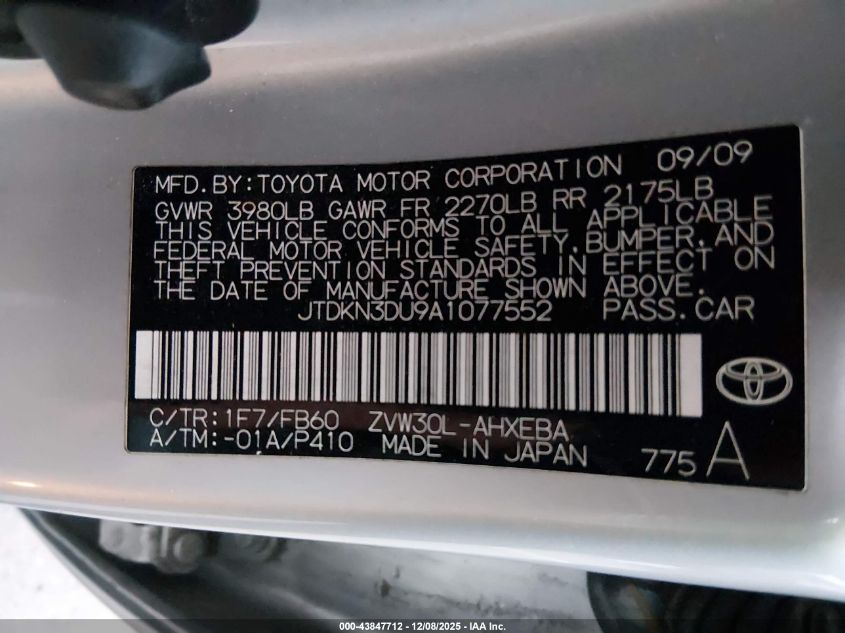 MFD. BY: TOYOTA MOTOR CORPORATION 09/09
GVWR 3980LB GAWR FR 2270LB RR 2175LB
THIS VEHICLE CONFORMS TO ALL APPLICABLE
FEDERAL MOTOR VEHICLE SAFETY, BUMPER, AND
THEFT PREVENTION STANDARDS IN EFFECT ON
THE DATE OF MANUFACTURE SHOWN ABOVE.
JTDKN3DU9A1077552 PASS. CAR
C/TR: 1F7/FB60 ZVW30L-AHXEBA
A/TM: -01A/P410 MADE IN JAPAN 775 A
000-43847712 - 12/08/2025 - IAA Inc.